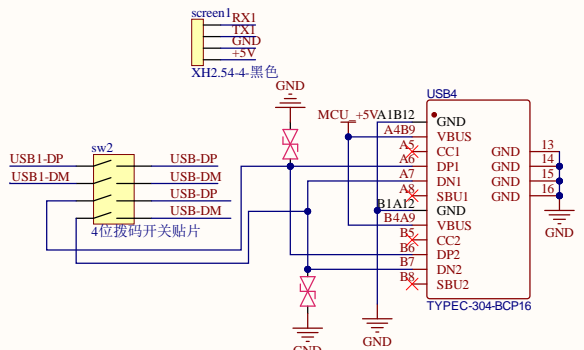 screen1
RX1
TX1
GND
+5V
XH2.54-4-黑色
GND
USB4
MCU_+5V
A1B12
GND
A4B9
VBUS
A5
CC1
A6
DP1
A7
DN1
A8
SBU1
B1A12
GND
B4A9
VBUS
B5
CC2
B6
DP2
B7
DN2
B8
SBU2
GND
13
GND
14
GND
15
GND
16
GND
TYPEC-304-BCP16
sw2
USB1-DP
USB-DP
USB1-DM
USB-DM
USB-DP
USB-DM
4位拨码开关贴片
GND
GND